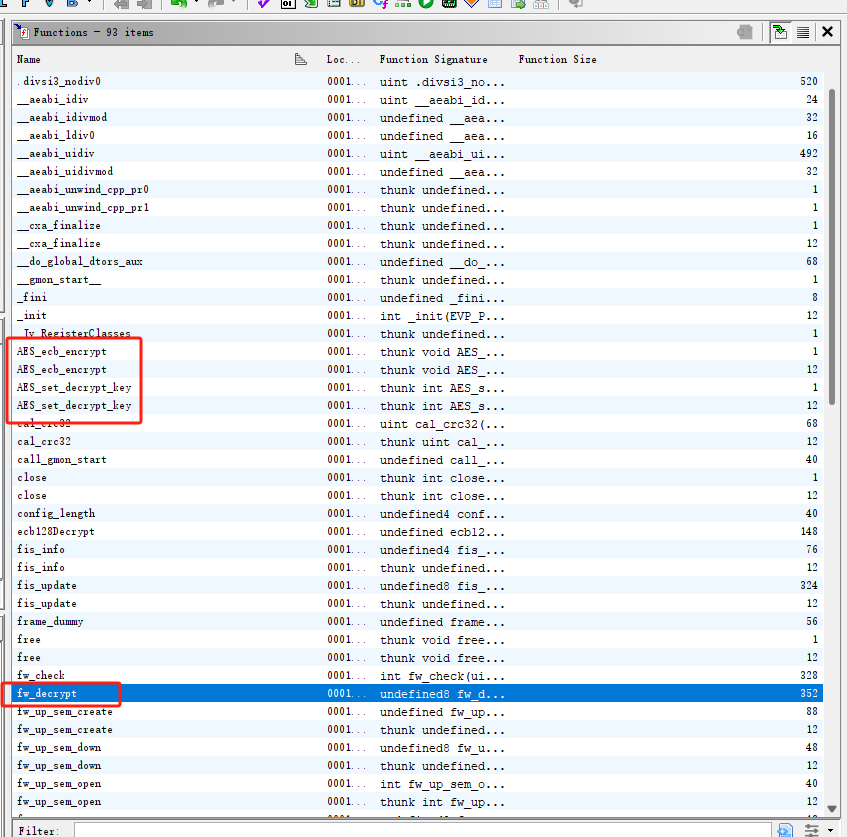 Functions - 93 items
Name Loc... Function Signature Function Size
.divsi3_nodiv0 0001... uint .divsi3_no... 520
__aeabi_idiv 0001... uint __aeabi_id... 24
__aeabi_idivmod 0001... undefined __aea... 32
__aeabi_ldiv0 0001... undefined __aea... 16
__aeabi_uidiv 0001... uint __aeabi_ui... 492
__aeabi_uidivmod 0001... undefined __aea... 32
__aeabi_unwind_cpp_pr0 0001... thunk undefined... 1
__aeabi_unwind_cpp_pr1 0001... thunk undefined... 1
__cxa_finalize 0001... thunk undefined... 1
__cxa_finalize 0001... thunk undefined... 12
__do_global_dtors_aux 0001... undefined __do_... 68
__gmon_start__ 0001... thunk undefined... 1
_fini 0001... undefined _fini... 8
_init 0001... int _init(EVP_P... 12
_Jv_RegisterClasses 0001... thunk undefined... 1
AES_ecb_encrypt 0001... thunk void AES_... 1
AES_ecb_encrypt 0001... thunk void AES_... 12
AES_set_decrypt_key 0001... thunk int AES_s... 1
AES_set_decrypt_key 0001... thunk int AES_s... 12
cal_crc32 0001... uint cal_crc32(... 68
cal_crc32 0001... thunk uint cal_... 12
call_gmon_start 0001... undefined call_... 40
close 0001... thunk int close... 1
close 0001... thunk int close... 12
config_length 0001... undefined4 conf... 40
ecb128Decrypt 0001... undefined ecb12... 148
fis_info 0001... undefined4 fis_... 76
fis_info 0001... thunk undefined... 12
fis_update 0001... undefined8 fis_... 324
fis_update 0001... thunk undefined... 12
frame_dummy 0001... undefined frame... 56
free 0001... thunk void free... 1
free 0001... thunk void free... 12
fw_check 0001... int fw_check(ui... 328
fw_decrypt 0001... undefined8 fw_d... 352
fw_up_sem_create 0001... undefined fw_up... 88
fw_up_sem_create 0001... thunk undefined... 12
fw_up_sem_down 0001... undefined8 fw_u... 48
fw_up_sem_down 0001... thunk undefined... 12
fw_up_sem_open 0001... int fw_up_sem_o... 40
fw_up_sem_open 0001... thunk int fw_up... 12
Filter: